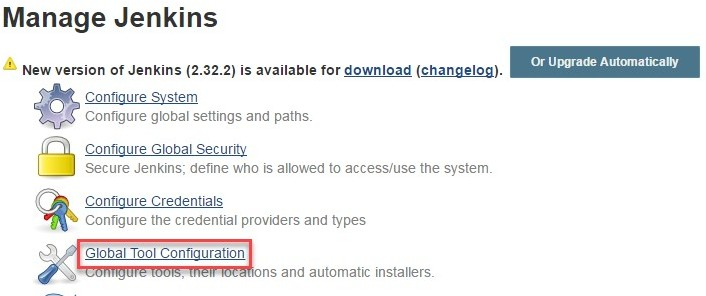 Manage Jenkins
New version of Jenkins (2.32.2) is available for download (changelog). Or Upgrade Automatically
Configure System
Configure global settings and paths.
Configure Global Security
Secure Jenkins; define who is allowed to access/use the system.
Configure Credentials
Configure the credential providers and types
Global Tool Configuration
Configure tools, their locations and automatic installers.